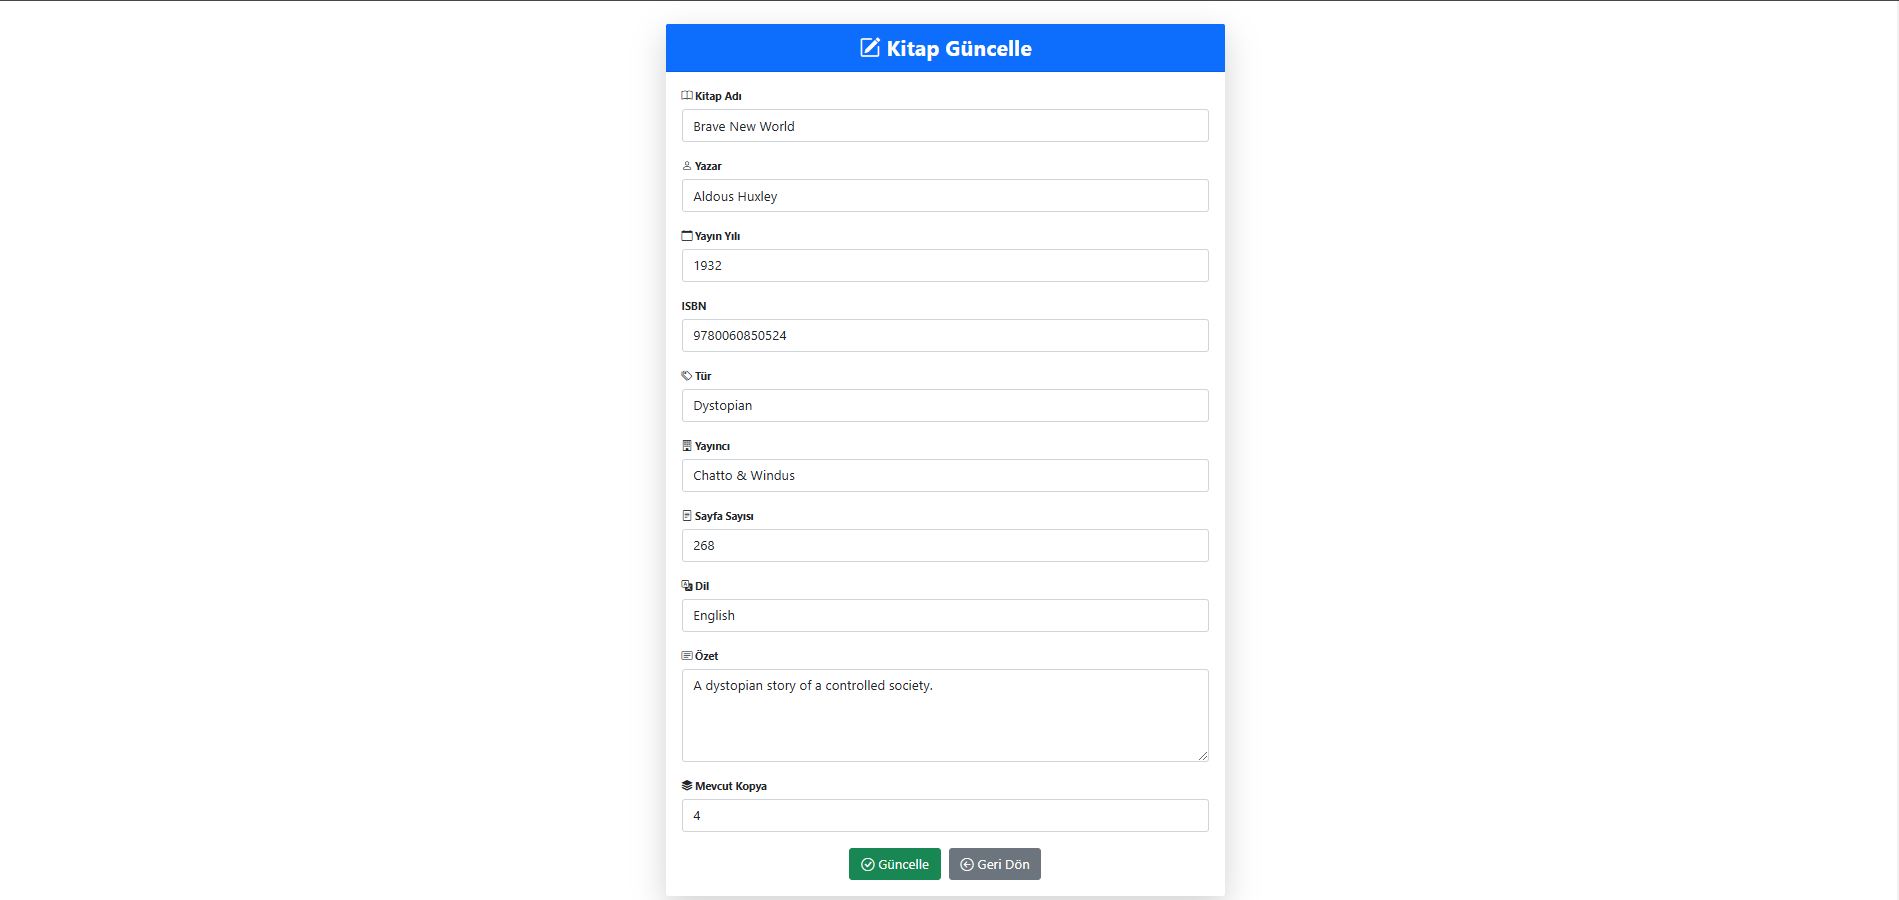 Kitap Güncelle
Kitap Adı
Brave New World
Yazar
Aldous Huxley
Yayın Yılı
1932
ISBN
9780060850524
Tür
Dystopian
Yayıncı
Chatto & Windus
Sayfa Sayısı
268
Dil
English
Özet
A dystopian story of a controlled society.
Mevcut Kopya
4
Güncelle Geri Dön